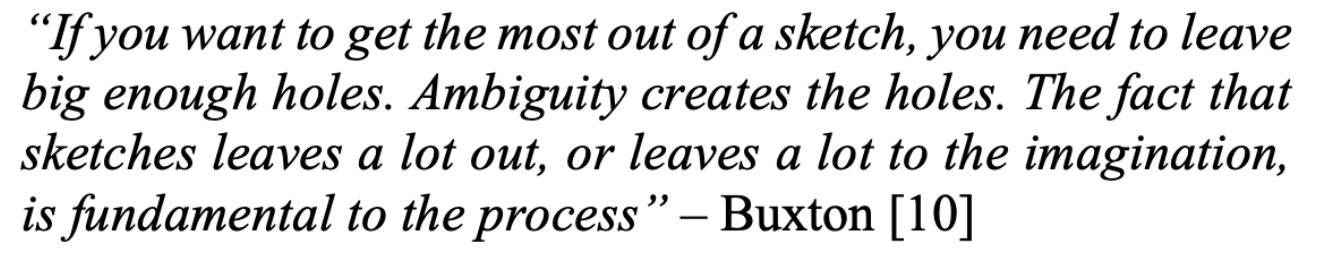 “If you want to get the most out of a sketch, you need to leave
big enough holes. Ambiguity creates the holes. The fact that
sketches leaves a lot out, or leaves a lot to the imagination,
is fundamental to the process” – Buxton [10]